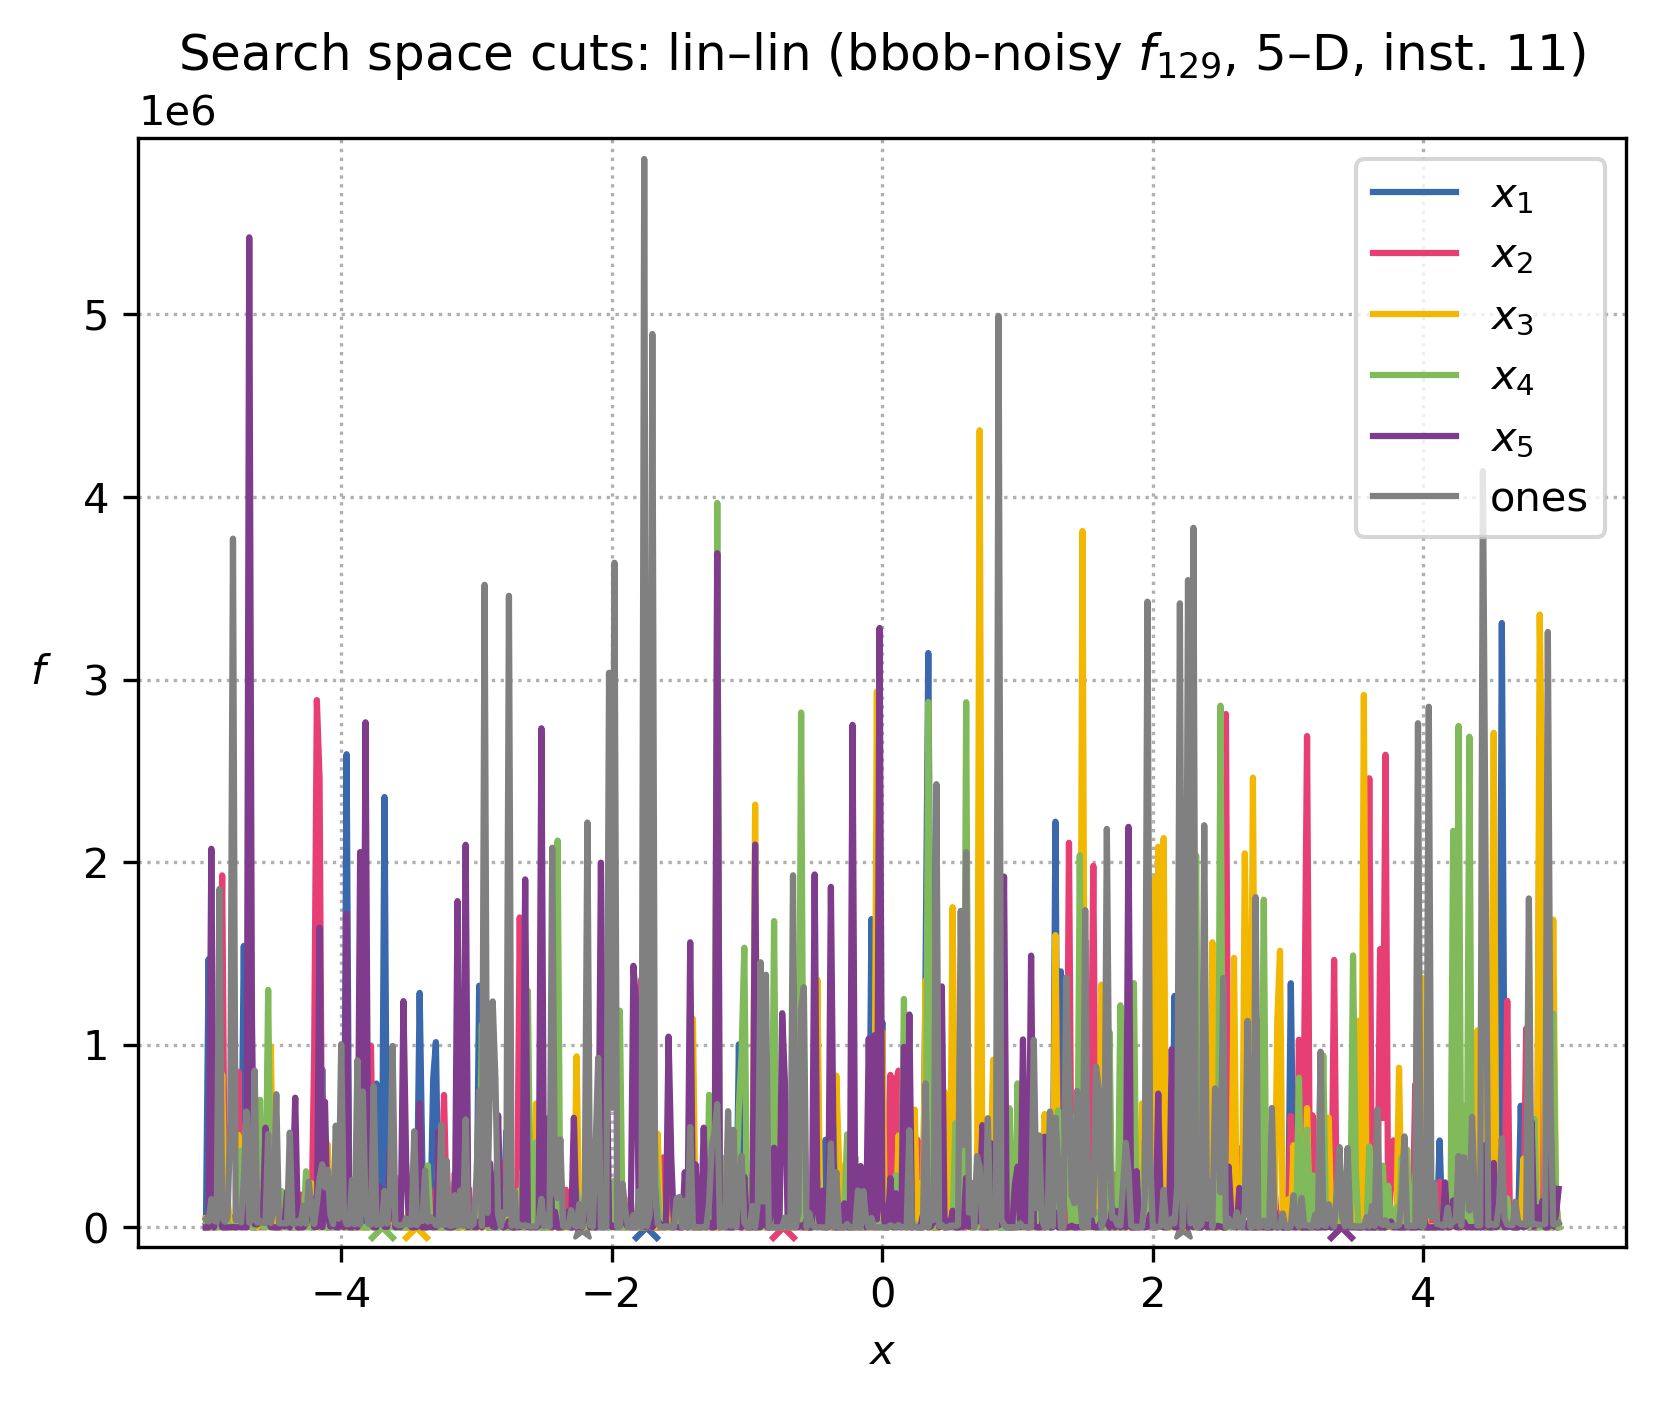 Search space cuts: lin–lin (bbob-noisy f₁₂₉, 5–D, inst. 11)
1e6
x₁
x₂
x₃
x₄
x₅
ones
5
4
3
2
1
0
f
−4 −2 0 2 4
x